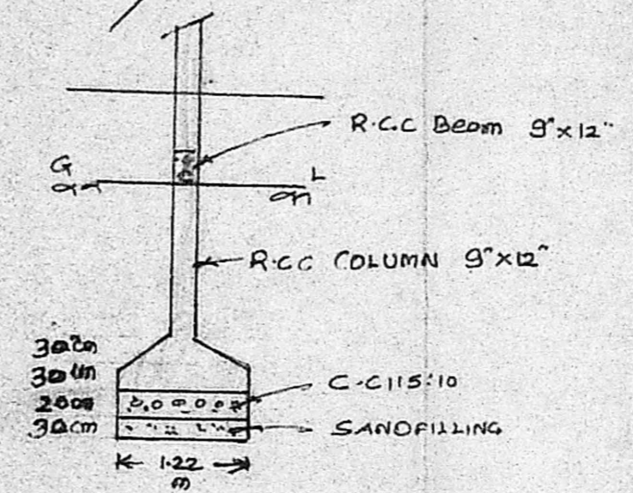 R.C.C Beam 9"x12"
G
L
R.C.C COLUMN 9"x12"
30cm
30cm
20cm
C.C 1:5:10
30cm
SANDFILLING
1.22
m